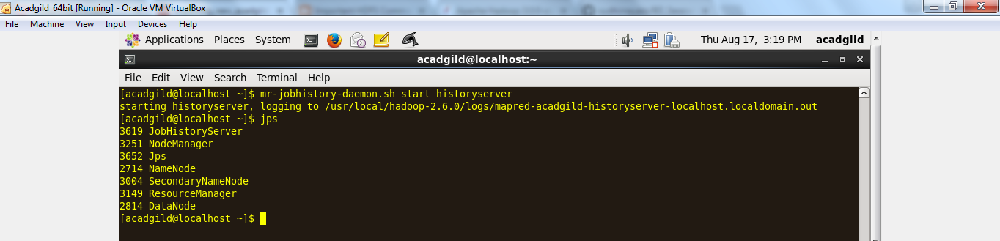 Acadgild_64bit [Running] - Oracle VM VirtualBox
File Machine View Input Devices Help
Applications Places System Thu Aug 17, 3:19 PM acadgild
acadgild@localhost:~
File Edit View Search Terminal Help
[acadgild@localhost ~]$ mr-jobhistory-daemon.sh start historyserver
starting historyserver, logging to /usr/local/hadoop-2.6.0/logs/mapred-acadgild-historyserver-localhost.localdomain.out
[acadgild@localhost ~]$ jps
3619 JobHistoryServer
3251 NodeManager
3652 Jps
2714 NameNode
3004 SecondaryNameNode
3149 ResourceManager
2814 DataNode
[acadgild@localhost ~]$